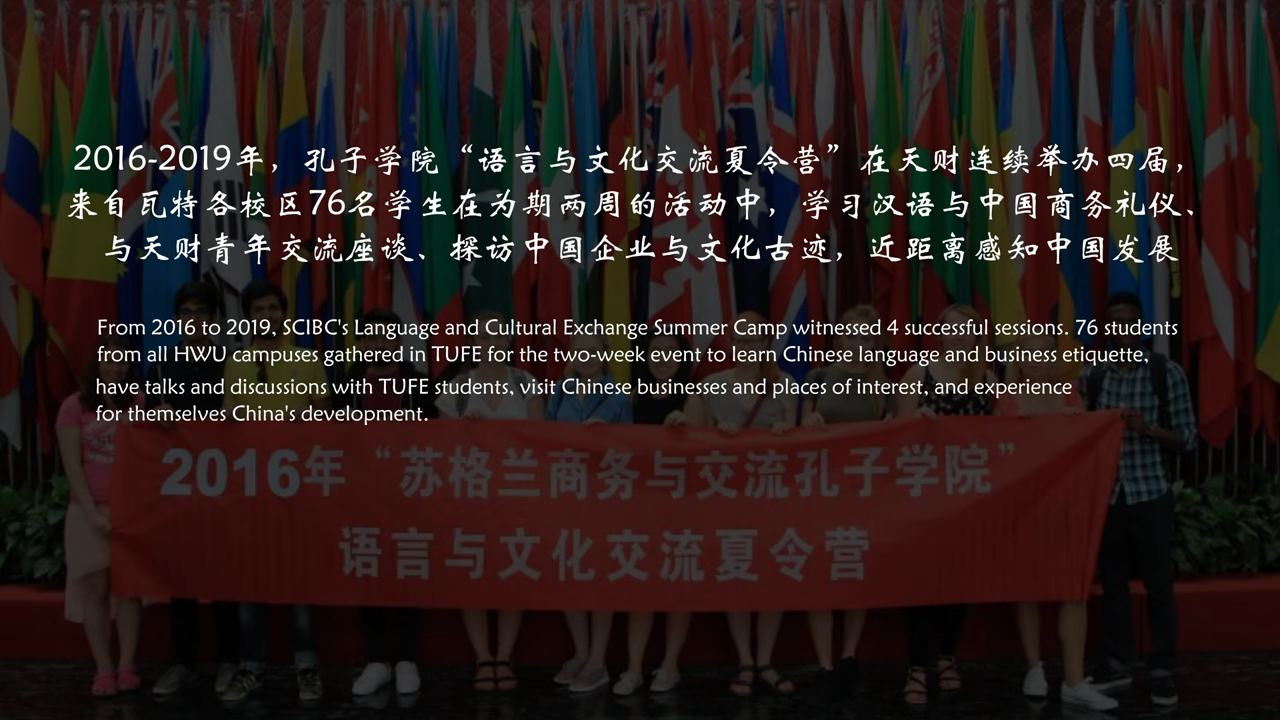 2016-2019年，孔子学院“语言与文化交流夏令营”在天财连续举办四届，
来自瓦特各校区76名学生在为期两周的活动中，学习汉语与中国商务礼仪、
与天财青年交流座谈、探访中国企业与文化古迹，近距离感知中国发展
From 2016 to 2019, SCIBC's Language and Cultural Exchange Summer Camp witnessed 4 successful sessions. 76 students
from all HWU campuses gathered in TUFE for the two-week event to learn Chinese language and business etiquette,
have talks and discussions with TUFE students, visit Chinese businesses and places of interest, and experience
for themselves China's development.
2016年“苏格兰商务与交流孔子学院”
语言与文化交流夏令营